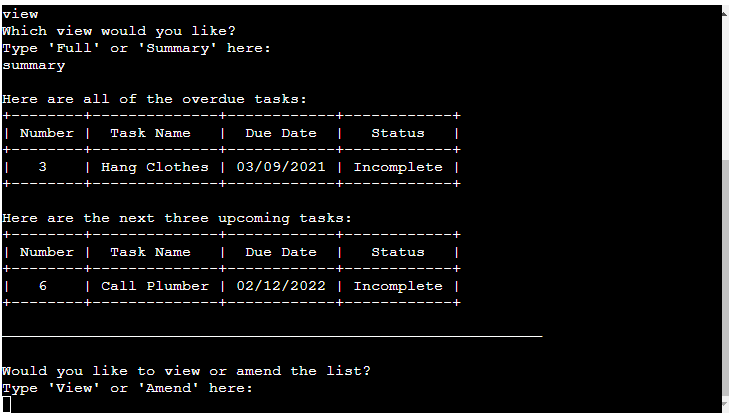 view
Which view would you like?
Type 'Full' or 'Summary' here:
summary
Here are all of the overdue tasks:
+--------+--------------+------------+------------+
| Number |  Task Name   |  Due Date  |   Status   |
+--------+--------------+------------+------------+
|   3    | Hang Clothes | 03/09/2021 | Incomplete |
+--------+--------------+------------+------------+
Here are the next three upcoming tasks:
+--------+--------------+------------+------------+
| Number |  Task Name   |  Due Date  |   Status   |
+--------+--------------+------------+------------+
|   6    | Call Plumber | 02/12/2022 | Incomplete |
+--------+--------------+------------+------------+
____________________________________________________________
Would you like to view or amend the list?
Type 'View' or 'Amend' here: